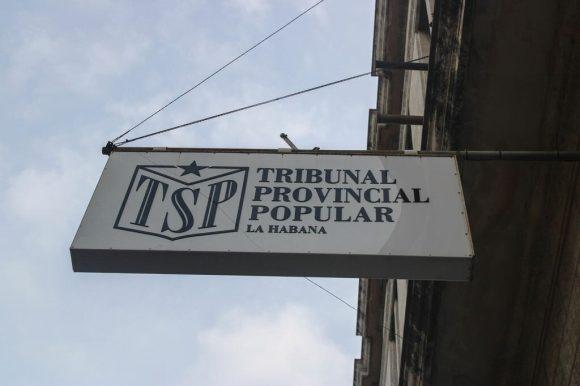 TSP
TRIBUNAL
PROVINCIAL
POPULAR
LA HABANA